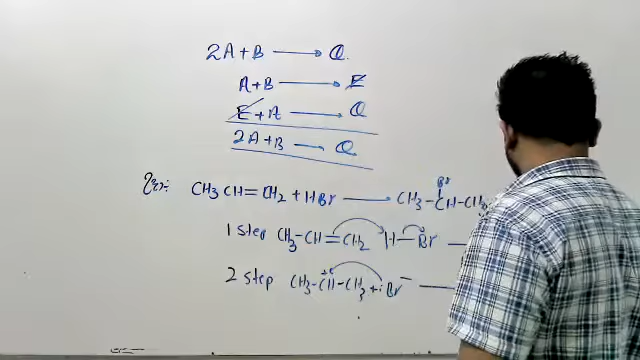 2A + B ⟶ Q
A + B ⟶ E
E + A ⟶ Q
2A + B ⟶ Q
CH₃ CH = CH₂ + HBr ⟶ CH₃ - CH - CH₃
Br
1 step CH₃ - CH = CH₂ H - Br —
2 step CH₃ - CH - CH₃ + :Br⁻ —